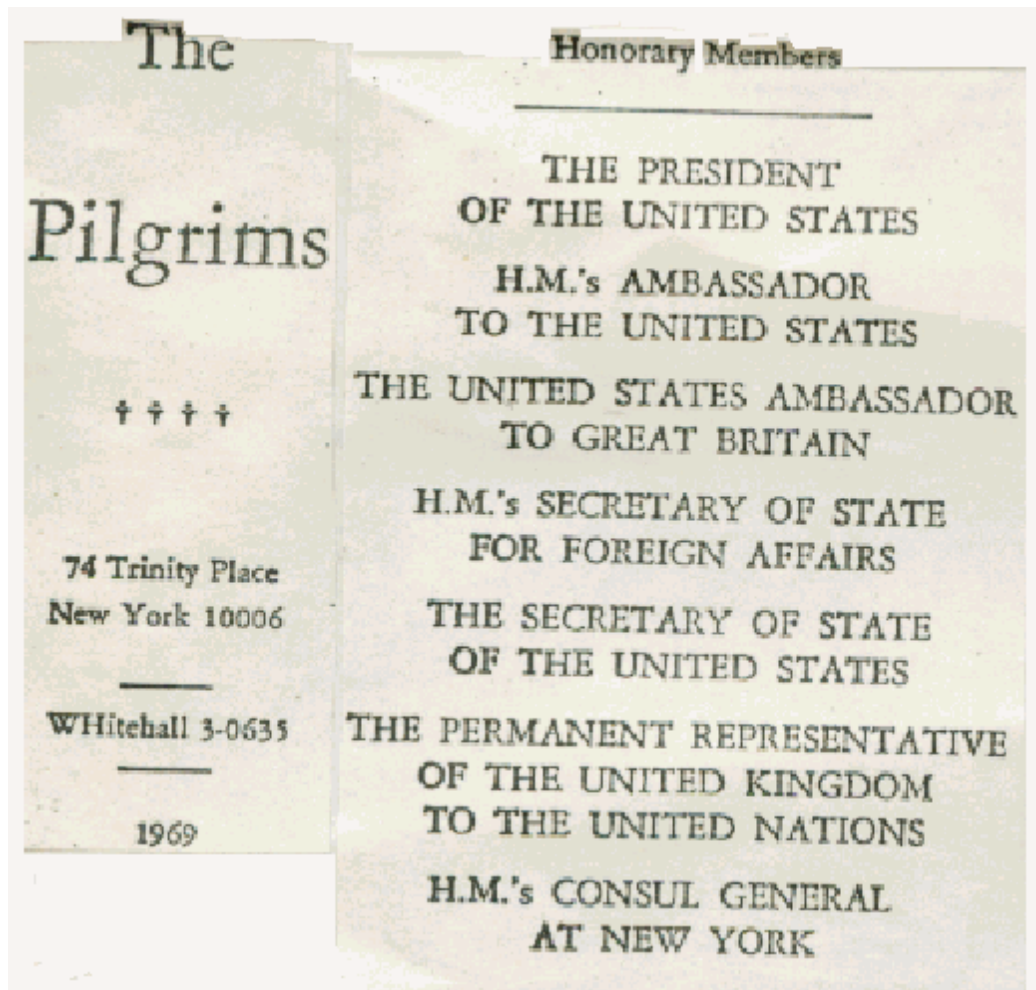 The
Pilgrims
✝ ✝ ✝ ✝
74 Trinity Place
New York 10006
WHitehall 3-0635
1969
Honorary Members
THE PRESIDENT
OF THE UNITED STATES
H.M.'s AMBASSADOR
TO THE UNITED STATES
THE UNITED STATES AMBASSADOR
TO GREAT BRITAIN
H.M.'s SECRETARY OF STATE
FOR FOREIGN AFFAIRS
THE SECRETARY OF STATE
OF THE UNITED STATES
THE PERMANENT REPRESENTATIVE
OF THE UNITED KINGDOM
TO THE UNITED NATIONS
H.M.'s CONSUL GENERAL
AT NEW YORK